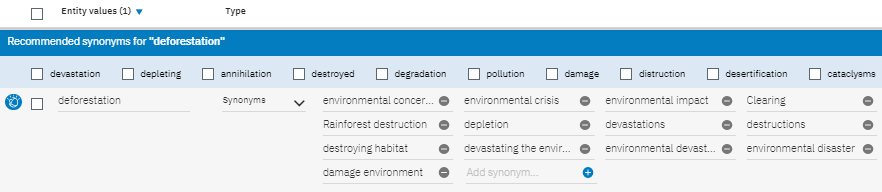 Entity values (1) Type
Recommended synonyms for "deforestation"
devastation depleting annihilation destroyed degradation pollution damage distruction desertification cataclysms
deforestation Synonyms environmental concer... environmental crisis environmental impact Clearing
Rainforest destruction depletion devastations destructions
destroying habitat devastating the envir... environmental devast... environmental disaster
damage environment Add synonym...